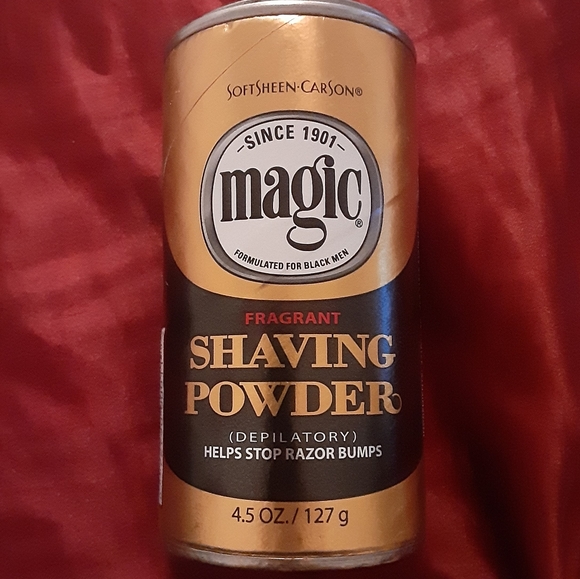 SOFTSHEEN·CARSON®
–SINCE 1901–
magic®
FORMULATED FOR BLACK MEN
FRAGRANT
SHAVING
POWDER
(DEPILATORY)
HELPS STOP RAZOR BUMPS
4.5 OZ./ 127 g